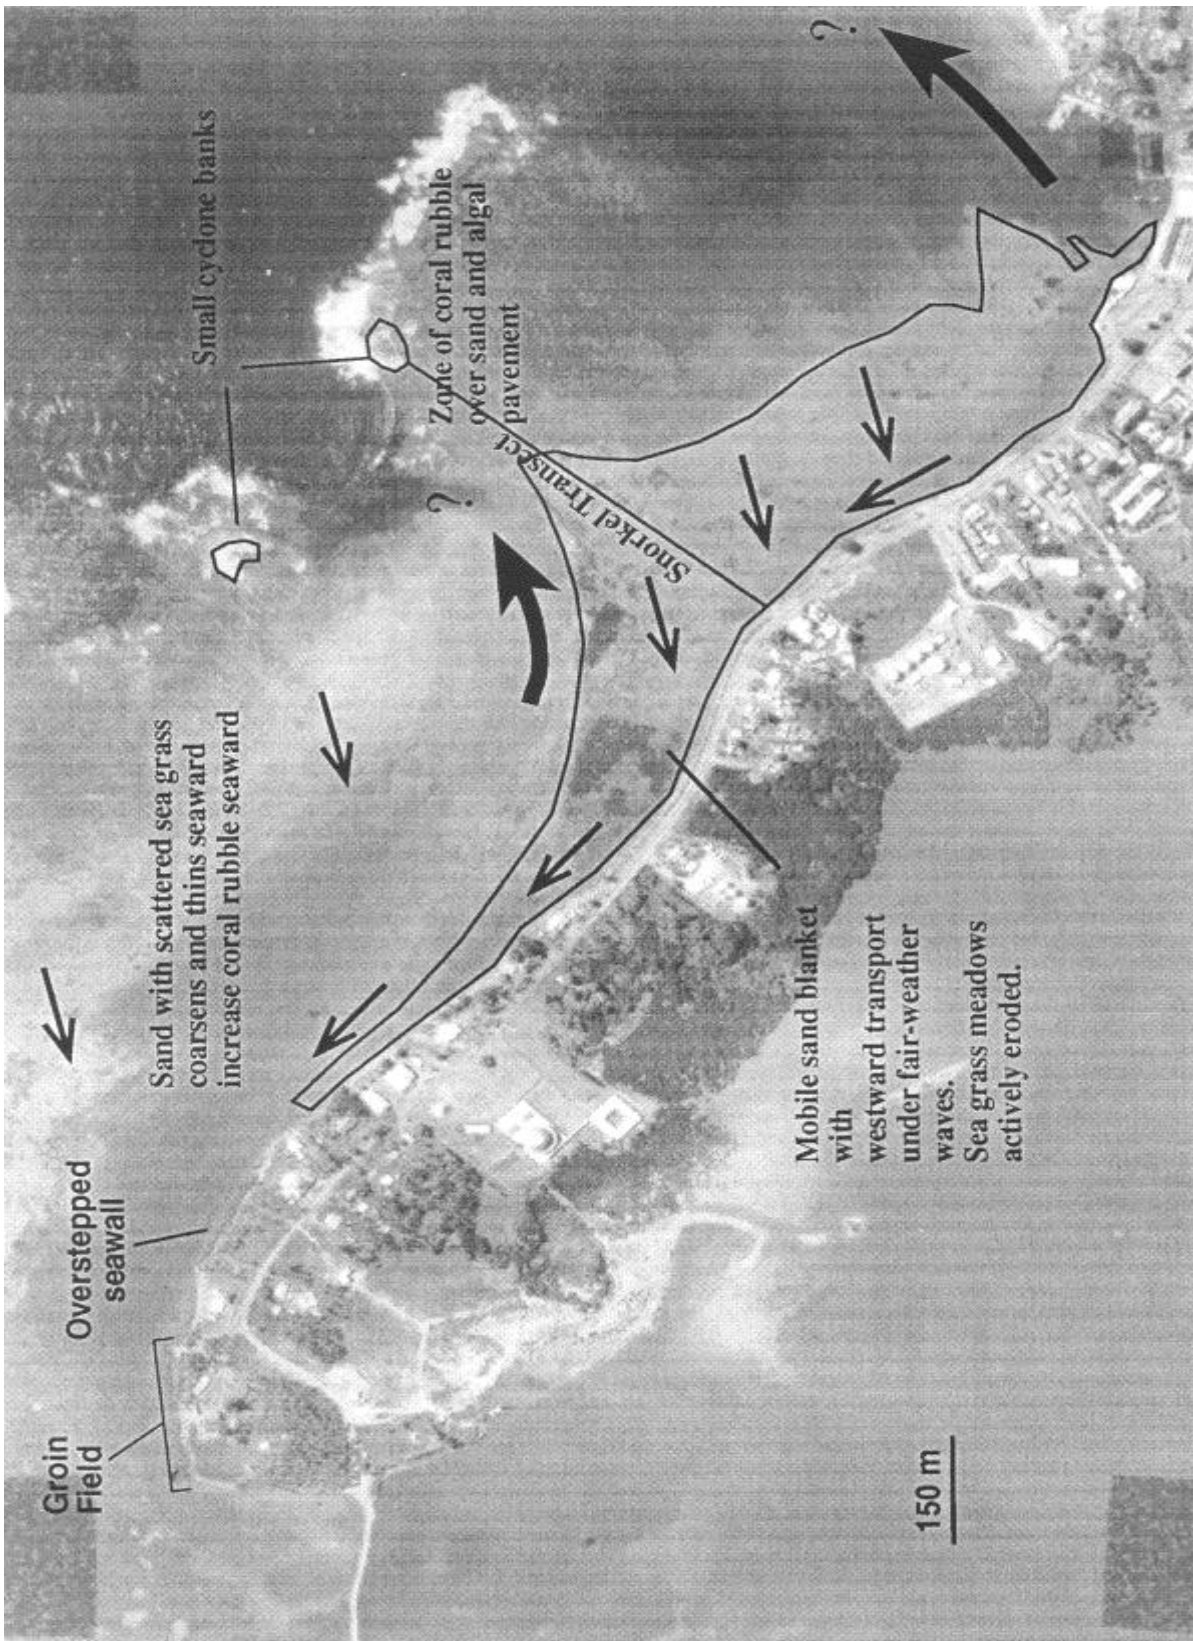 Groin
Field
Overstepped
seawall
Sand with scattered sea grass
coarsens and thins seaward
increase coral rubble seaward
Small cyclone banks
?
?
Zone of coral rubble
over sand and algal
pavement
Snorkel Transect
Mobile sand blanket
with
westward transport
under fair-weather
waves.
Sea grass meadows
actively eroded.
150 m